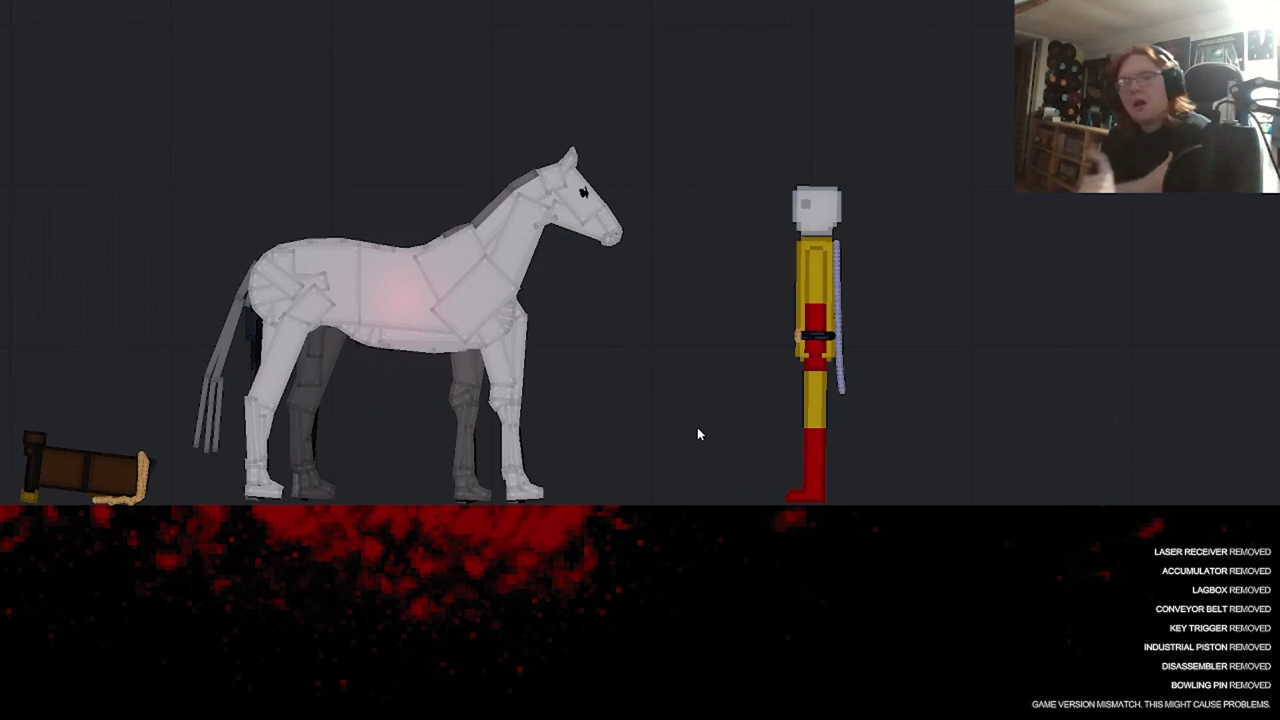 LASER RECEIVER REMOVED
ACCUMULATOR REMOVED
LAGBOX REMOVED
CONVEYOR BELT REMOVED
KEY TRIGGER REMOVED
INDUSTRIAL PISTON REMOVED
DISASSEMBLER REMOVED
BOWLING PIN REMOVED
GAME VERSION MISMATCH. THIS MIGHT CAUSE PROBLEMS.